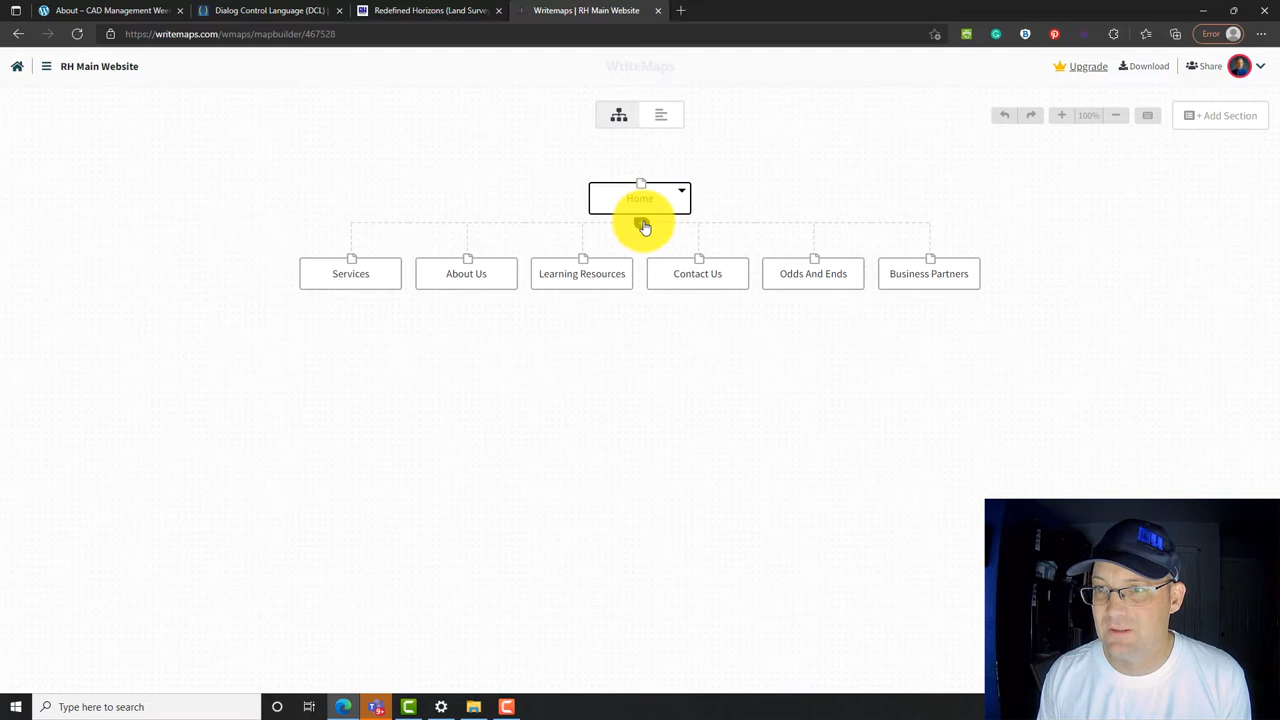 About – CAD Management Wee
Dialog Control Language (DCL)
Redefined Horizons (Land Surve
Writemaps | RH Main Website
https://writemaps.com/wmaps/mapbuilder/467528
Error
RH Main Website
WriteMaps
Upgrade
Download
Share
100%
+ Add Section
Home
Services
About Us
Learning Resources
Contact Us
Odds And Ends
Business Partners
Type here to search
9+